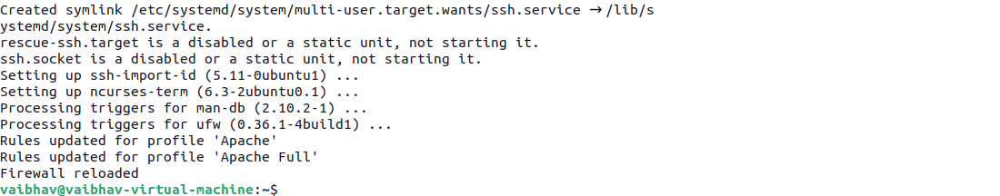 Created symlink /etc/systemd/system/multi-user.target.wants/ssh.service → /lib/s
ystemd/system/ssh.service.
rescue-ssh.target is a disabled or a static unit, not starting it.
ssh.socket is a disabled or a static unit, not starting it.
Setting up ssh-import-id (5.11-0ubuntu1) ...
Setting up ncurses-term (6.3-2ubuntu0.1) ...
Processing triggers for man-db (2.10.2-1) ...
Processing triggers for ufw (0.36.1-4build1) ...
Rules updated for profile 'Apache'
Rules updated for profile 'Apache Full'
Firewall reloaded
vaibhav@vaibhav-virtual-machine:~$